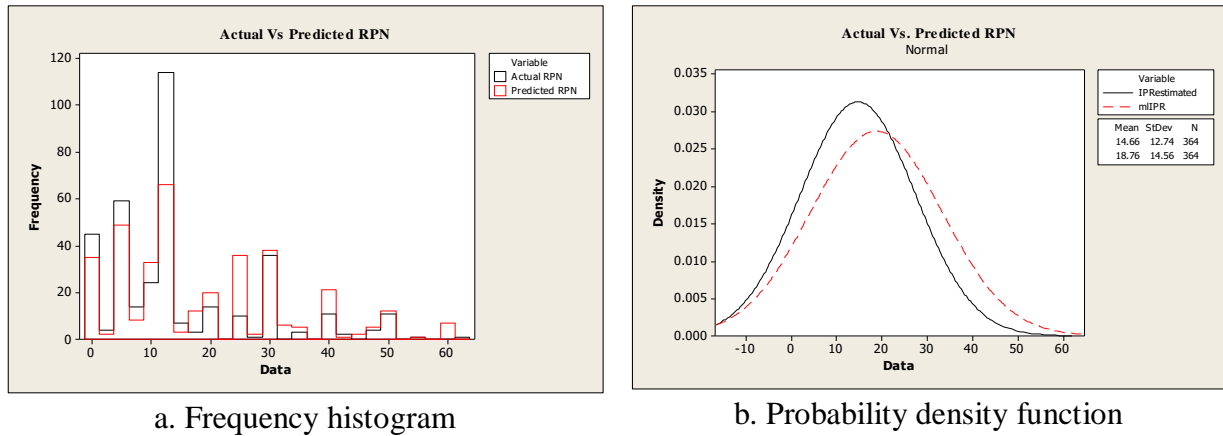 Actual Vs Predicted RPN
120
100
80
60
40
20
0
Frequency
0 10 20 30 40 50 60
Data
Variable
Actual RPN
Predicted RPN
a. Frequency histogram
Actual Vs. Predicted RPN
Normal
0.035
0.030
0.025
0.020
0.015
0.010
0.005
0.000
Density
-10 0 10 20 30 40 50 60
Data
Variable
IPRestimated
mlIPR
Mean StDev N
14.66 12.74 364
18.76 14.56 364
b. Probability density function